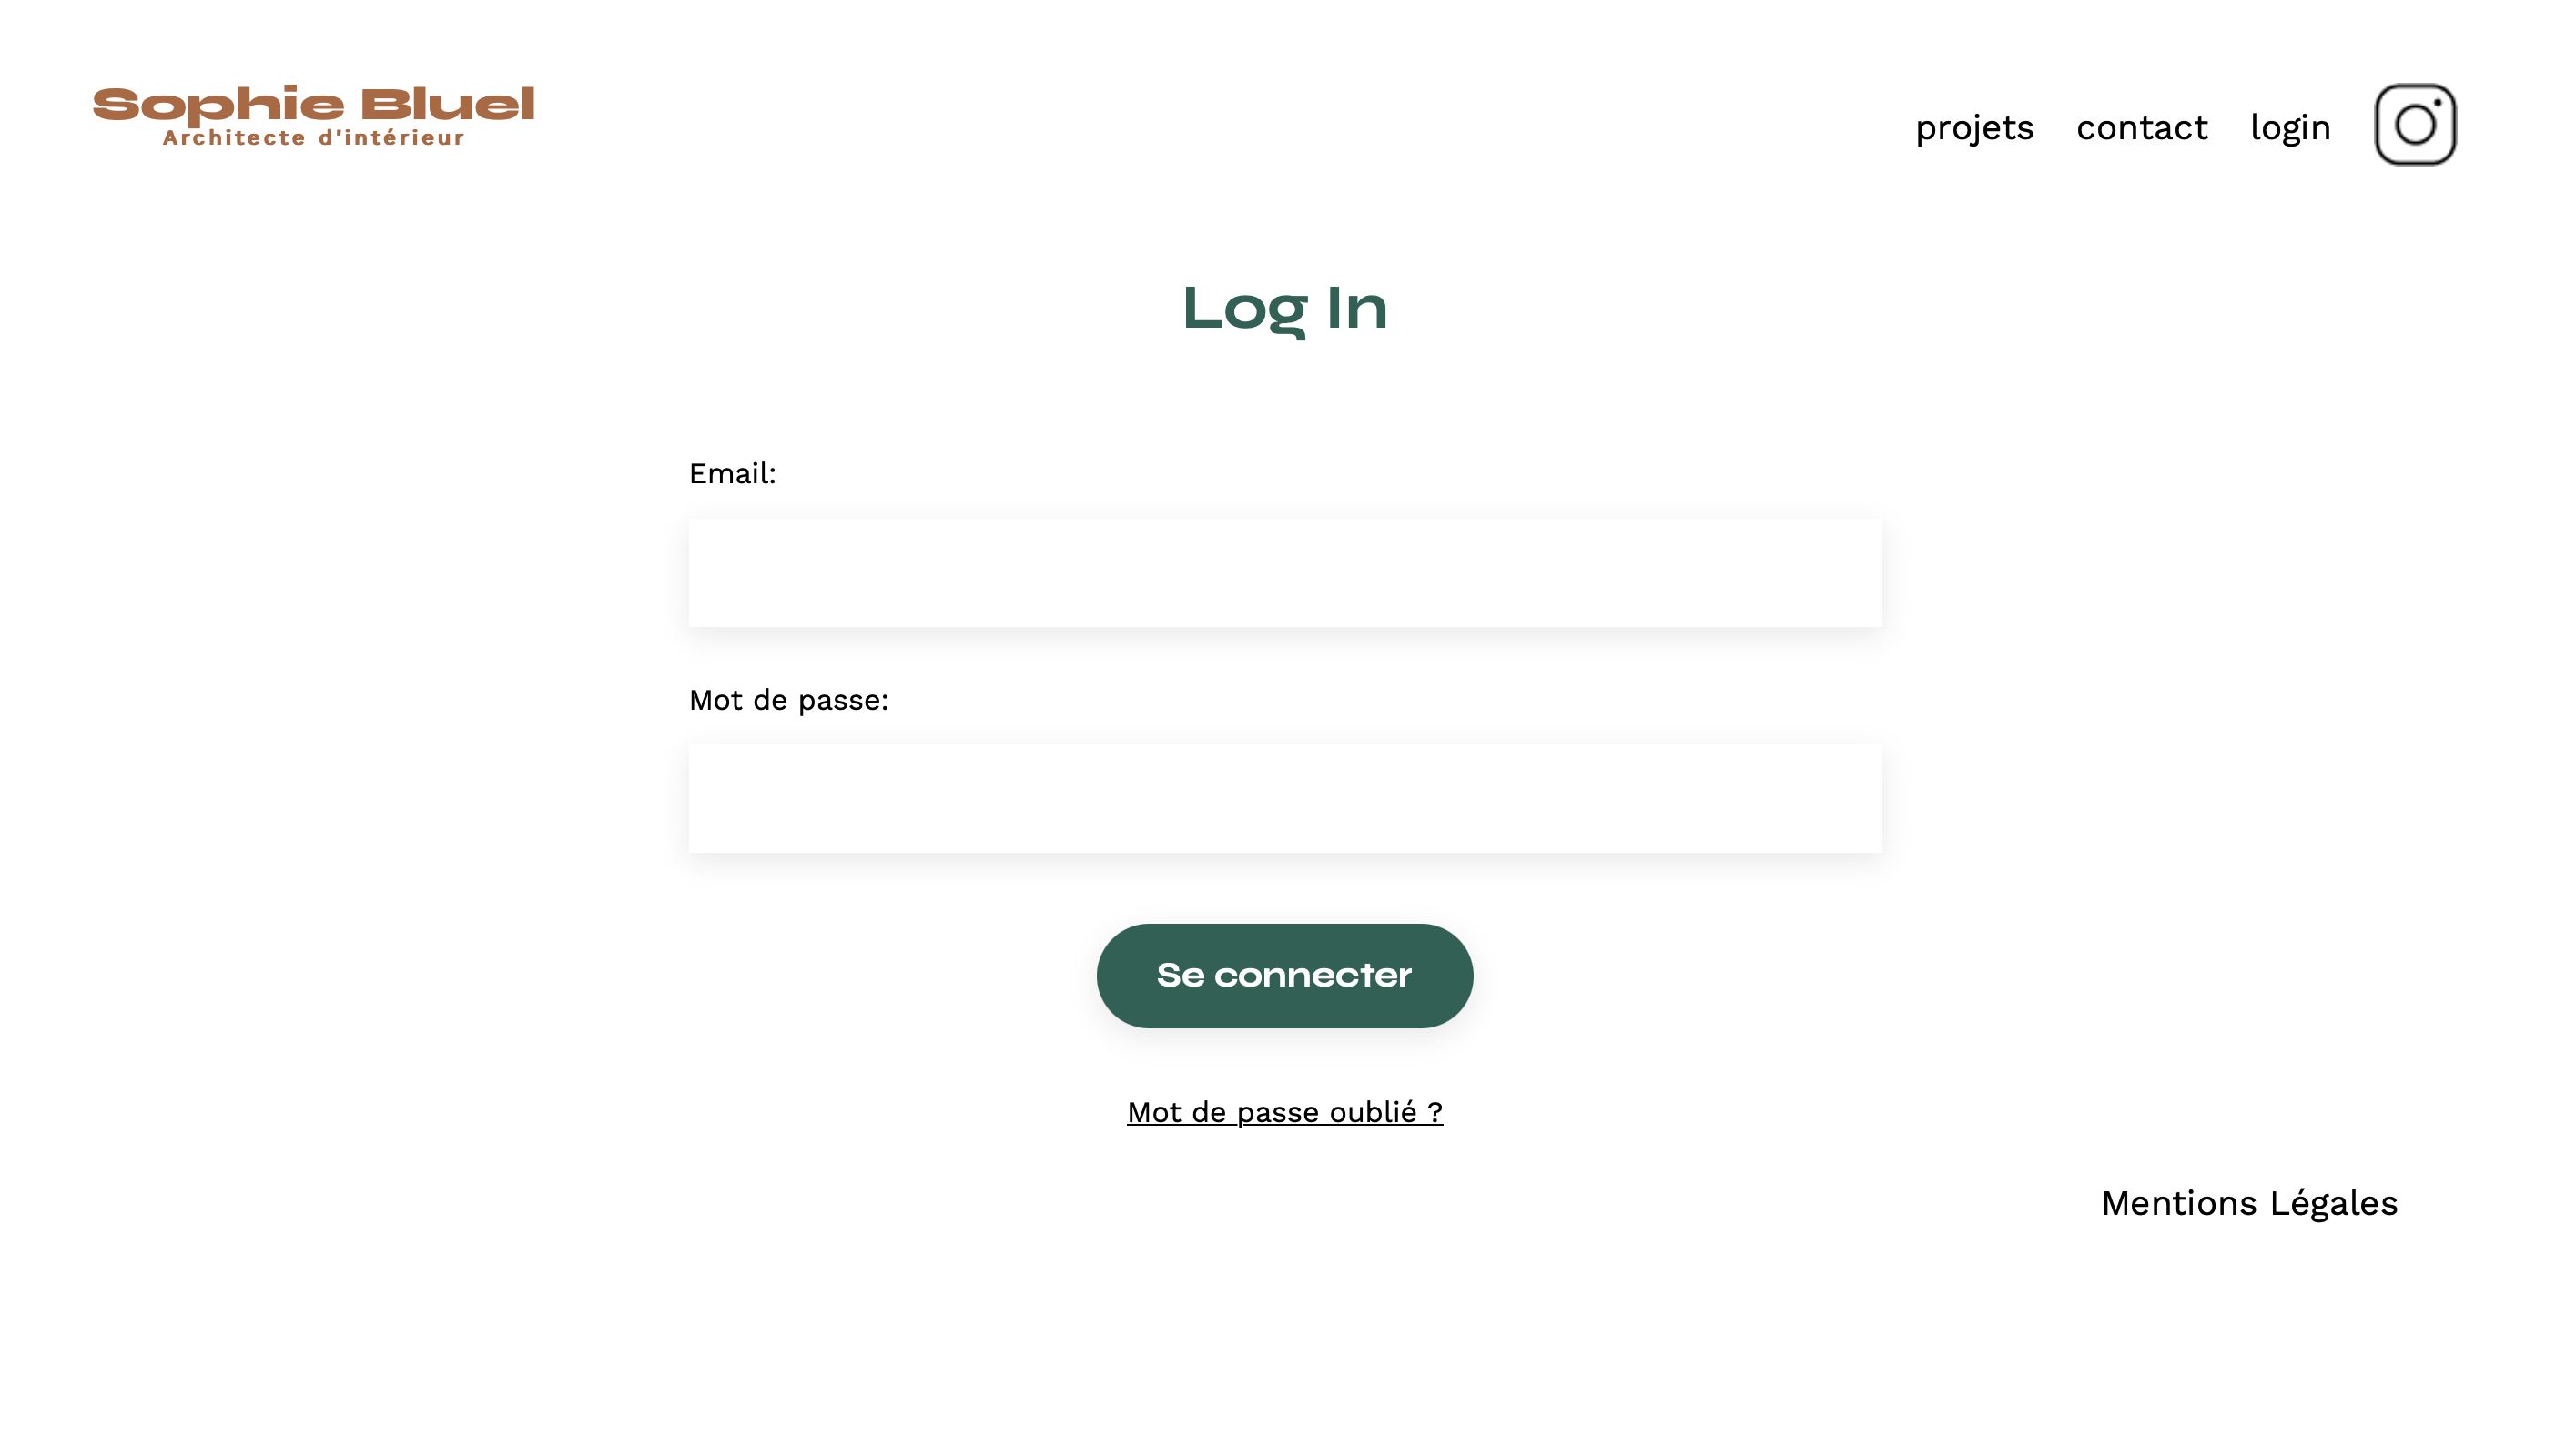 Sophie Bluel
Architecte d'intérieur
projets contact login
Log In
Email:
Mot de passe:
Se connecter
Mot de passe oublié ?
Mentions Légales